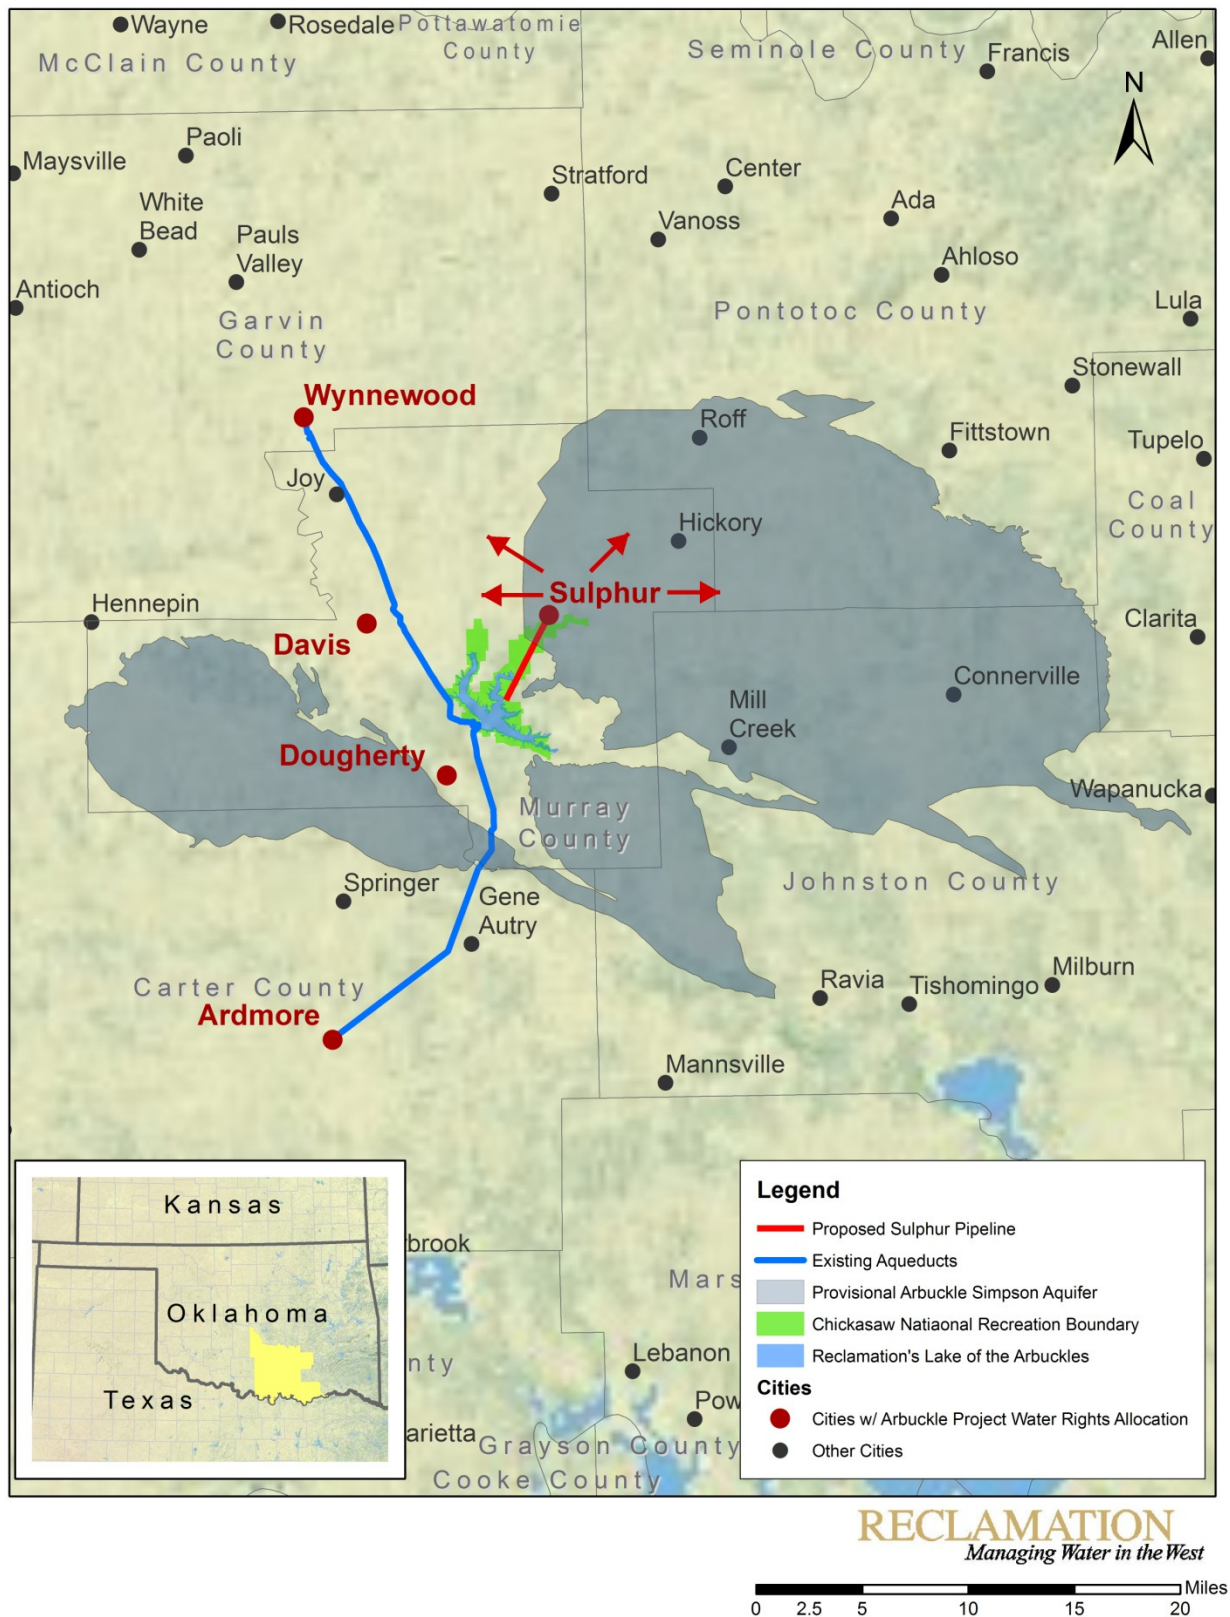 Wayne
Rosedale
Pottawatomie
County
McClain County
Seminole County
Francis
Allen
N
Paoli
Maysville
Stratford
Center
White
Bead
Vanoss
Ada
Pauls
Valley
Ahloso
Antioch
Garvin
County
Pontotoc County
Lula
Stonewall
Wynnewood
Roff
Fittstown
Tupelo
Joy
Coal
County
Hickory
Sulphur
Hennepin
Clarita
Davis
Connerville
Mill
Creek
Dougherty
Wapanucka
Murray
County
Springer
Gene
Autry
Johnston County
Carter County
Ardmore
Ravia
Tishomingo
Milburn
Mannsville
Kansas
Oklahoma
Texas
rbrook
Mars
nty
Lebanon
Pow
arietta
Grayson County
Cooke County
Legend
Proposed Sulphur Pipeline
Existing Aqueducts
Provisional Arbuckle Simpson Aquifer
Chickasaw Natiaonal Recreation Boundary
Reclamation's Lake of the Arbuckles
Cities
Cities w/ Arbuckle Project Water Rights Allocation
Other Cities
RECLAMATION
Managing Water in the West
Miles
0 2.5 5 10 15 20